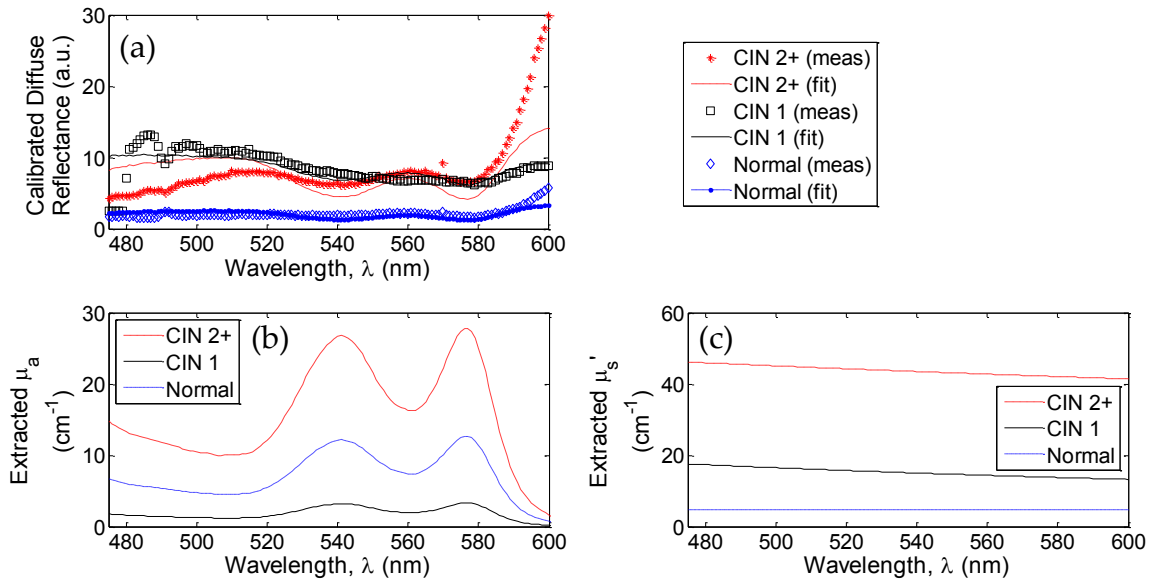 (a)
30
20
10
0
Calibrated Diffuse
Reflectance (a.u.)
480 500 520 540 560 580 600
Wavelength, λ (nm)
CIN 2+ (meas)
CIN 2+ (fit)
CIN 1 (meas)
CIN 1 (fit)
Normal (meas)
Normal (fit)
(b)
30
20
10
0
Extracted μa
(cm-1)
CIN 2+
CIN 1
Normal
480 500 520 540 560 580 600
Wavelength, λ (nm)
(c)
60
40
20
0
Extracted μs'
(cm-1)
CIN 2+
CIN 1
Normal
480 500 520 540 560 580 600
Wavelength, λ (nm)